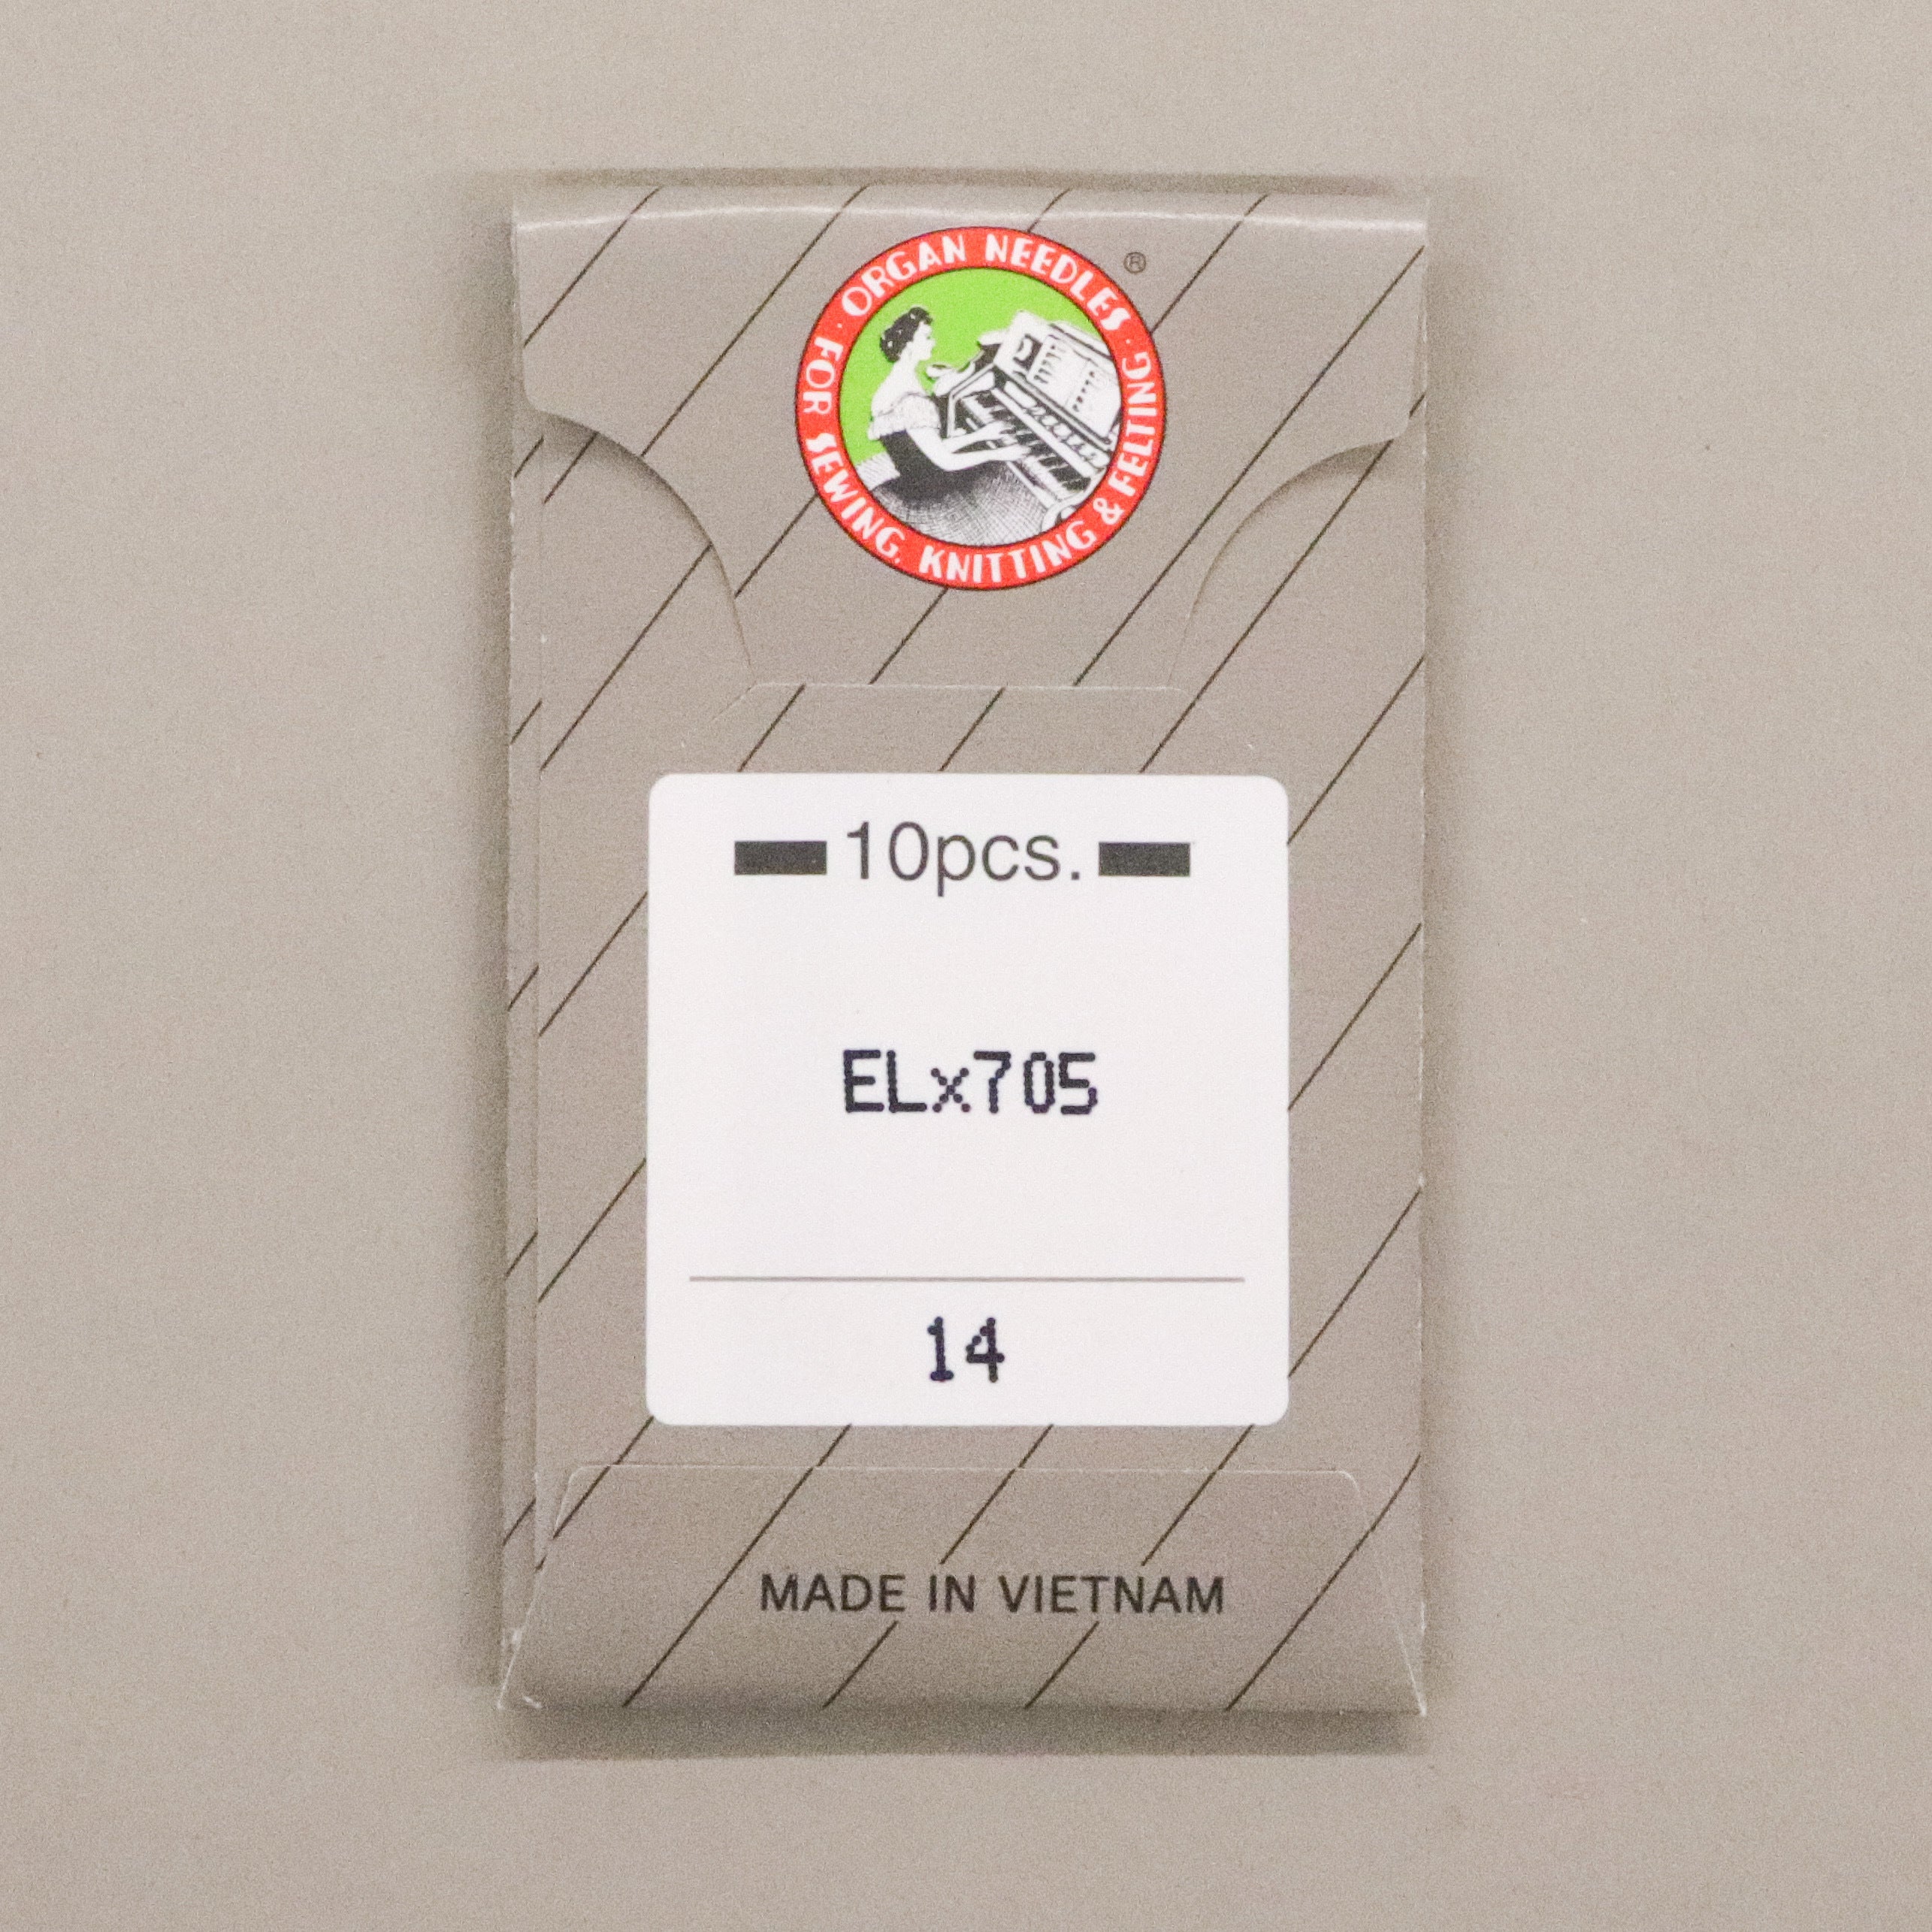 ORGAN NEEDLES · FOR SEWING, KNITTING & FELTING ·
®
10pcs.
ELx705
14
MADE IN VIETNAM